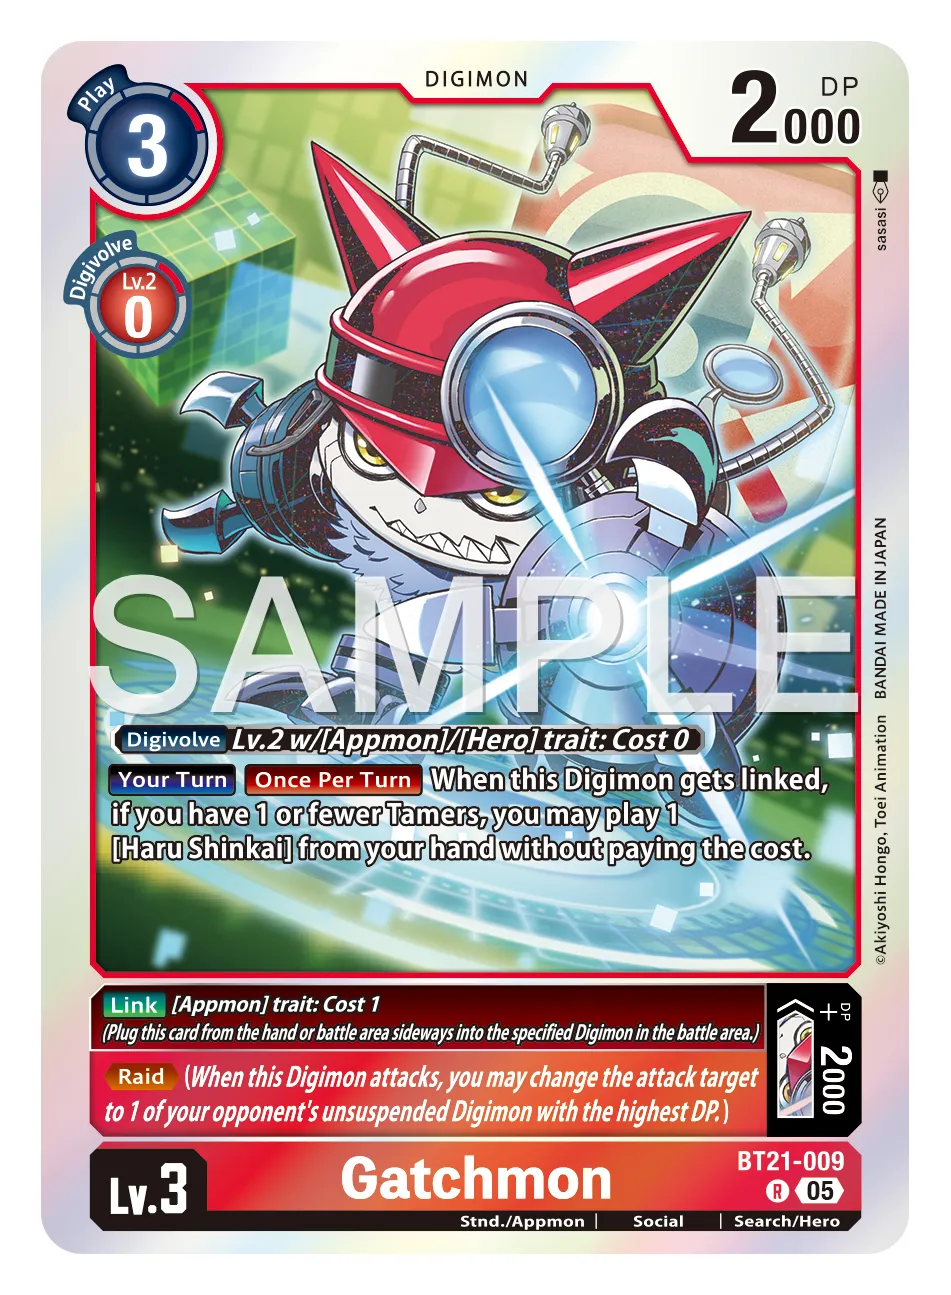 DIGIMON
Play
3
DP
2000
Digivolve
Lv.2
0
sasasi
SAMPLE
Digivolve Lv.2 w/[Appmon]/[Hero] trait: Cost 0
Your Turn Once Per Turn When this Digimon gets linked,
if you have 1 or fewer Tamers, you may play 1
[Haru Shinkai] from your hand without paying the cost.
©Akiyoshi Hongo, Toei Animation BANDAI MADE IN JAPAN
Link [Appmon] trait: Cost 1
(Plug this card from the hand or battle area sideways into the specified Digimon in the battle area.)
Raid (When this Digimon attacks, you may change the attack target
to 1 of your opponent's unsuspended Digimon with the highest DP.)
DP
+2000
Lv.3
Gatchmon
BT21-009
R 05
Stnd./Appmon | Social | Search/Hero